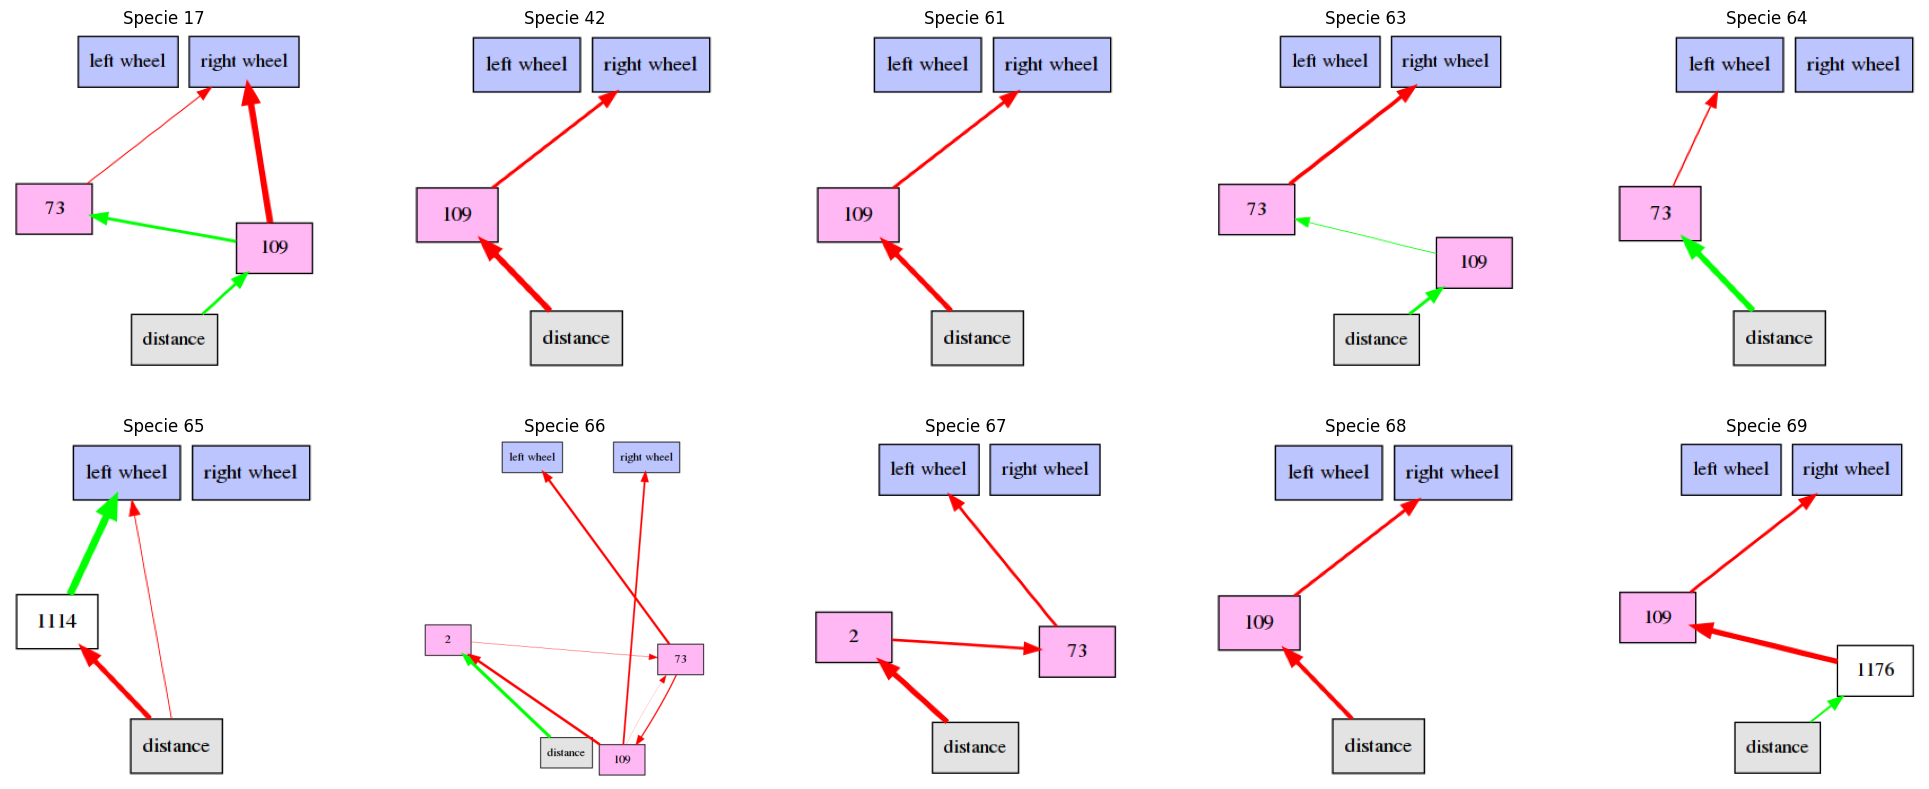 Specie 17
left wheel
right wheel
73
109
distance
Specie 42
left wheel
right wheel
109
distance
Specie 61
left wheel
right wheel
109
distance
Specie 63
left wheel
right wheel
73
109
distance
Specie 64
left wheel
right wheel
73
distance
Specie 65
left wheel
right wheel
1114
distance
Specie 66
left wheel
right wheel
2
73
distance
109
Specie 67
left wheel
right wheel
2
73
distance
Specie 68
left wheel
right wheel
109
distance
Specie 69
left wheel
right wheel
109
1176
distance